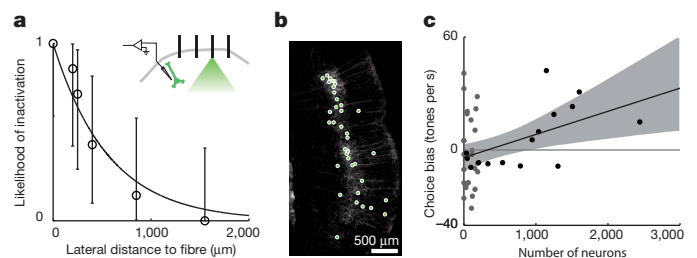 a
1
Likelihood of inactivation
0
0
1,000
2,000
Lateral distance to fibre (μm)
b
500 μm
c
60
Choice bias (tones per s)
0
−40
0
1,000
2,000
3,000
Number of neurons